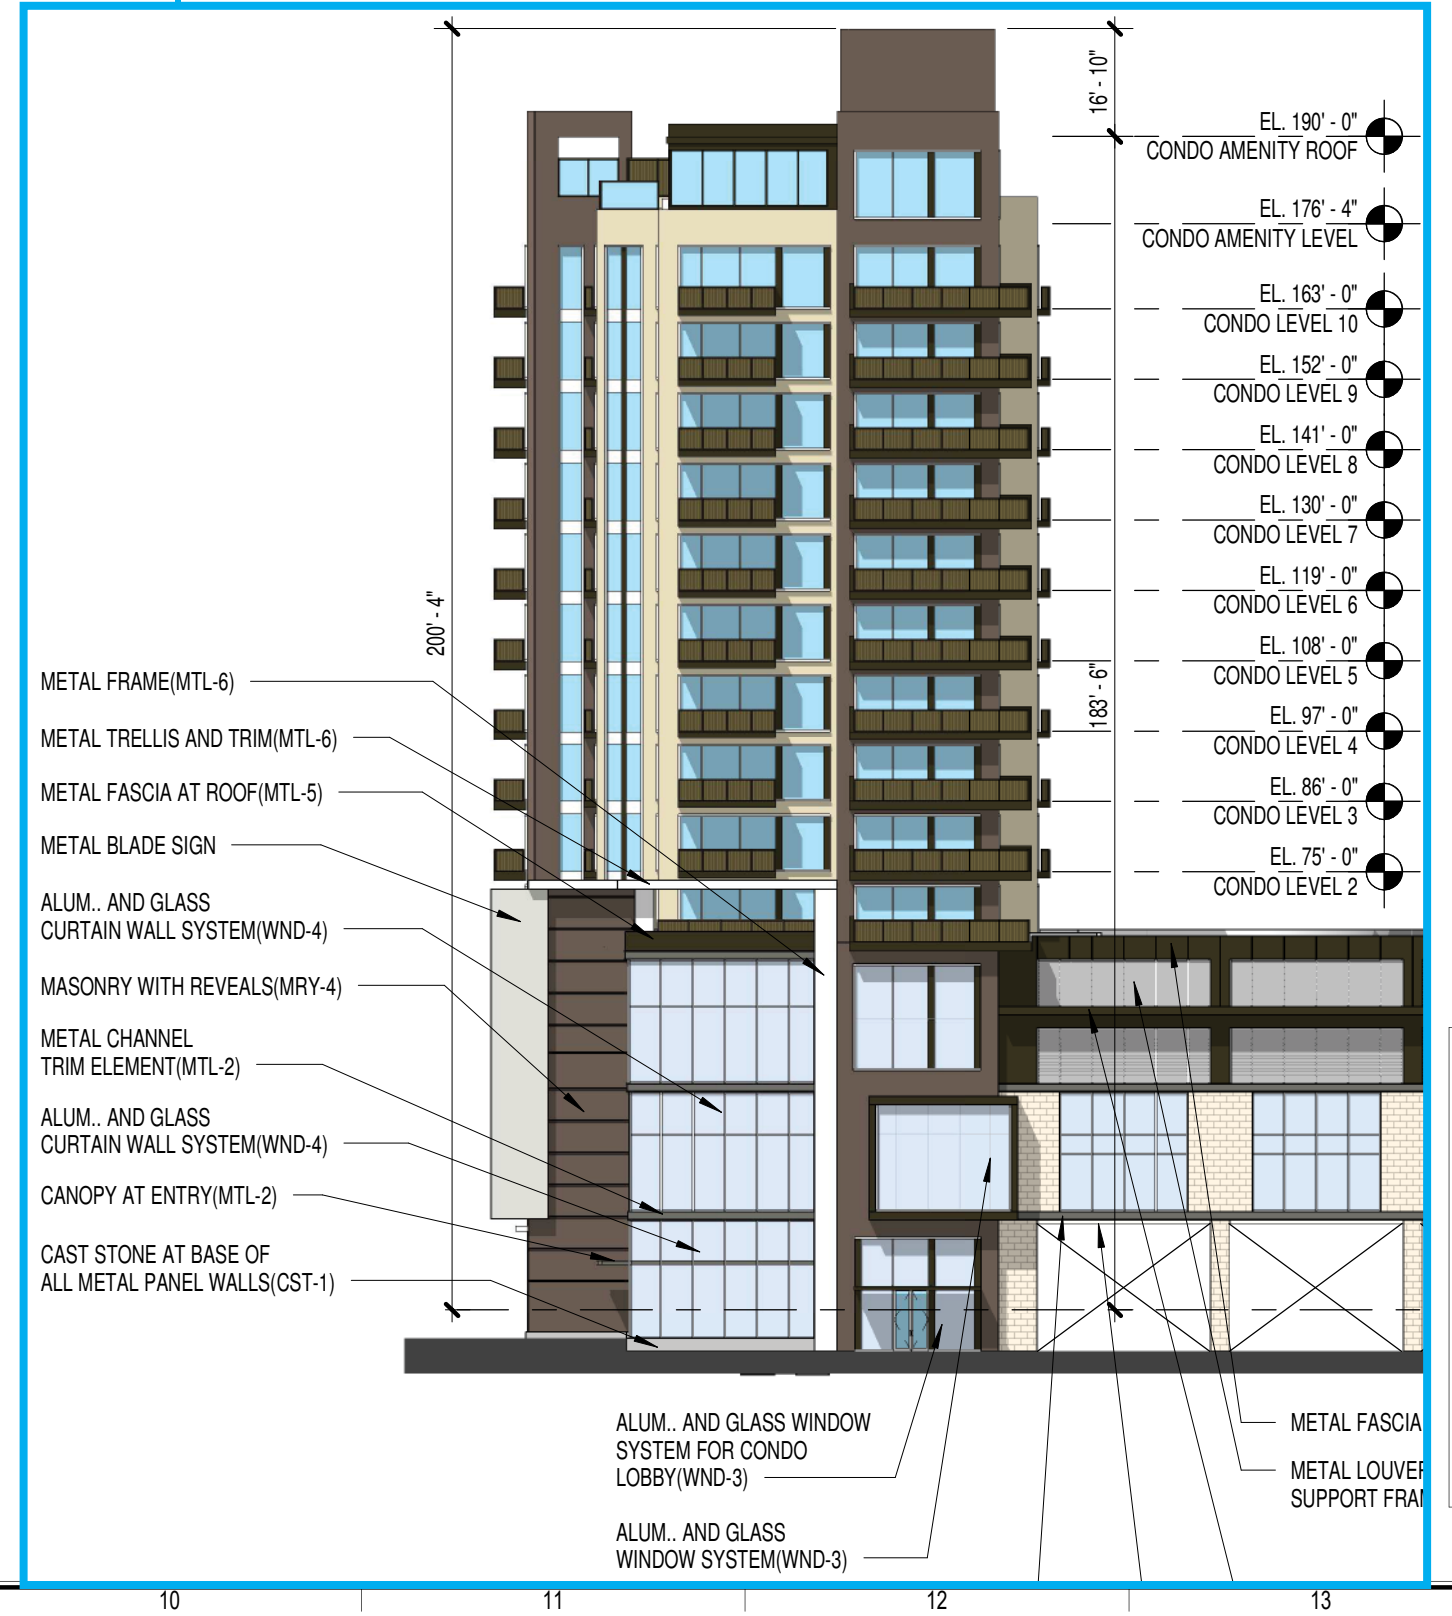 16' - 10"
EL. 190' - 0"
CONDO AMENITY ROOF
EL. 176' - 4"
CONDO AMENITY LEVEL
EL. 163' - 0"
CONDO LEVEL 10
EL. 152' - 0"
CONDO LEVEL 9
EL. 141' - 0"
CONDO LEVEL 8
EL. 130' - 0"
CONDO LEVEL 7
EL. 119' - 0"
CONDO LEVEL 6
EL. 108' - 0"
CONDO LEVEL 5
EL. 97' - 0"
CONDO LEVEL 4
EL. 86' - 0"
CONDO LEVEL 3
EL. 75' - 0"
CONDO LEVEL 2
200' - 4"
183' - 6"
METAL FRAME(MTL-6)
METAL TRELLIS AND TRIM(MTL-6)
METAL FASCIA AT ROOF(MTL-5)
METAL BLADE SIGN
ALUM.. AND GLASS
CURTAIN WALL SYSTEM(WND-4)
MASONRY WITH REVEALS(MRY-4)
METAL CHANNEL
TRIM ELEMENT(MTL-2)
ALUM.. AND GLASS
CURTAIN WALL SYSTEM(WND-4)
CANOPY AT ENTRY(MTL-2)
CAST STONE AT BASE OF
ALL METAL PANEL WALLS(CST-1)
ALUM.. AND GLASS WINDOW
SYSTEM FOR CONDO
LOBBY(WND-3)
ALUM.. AND GLASS
WINDOW SYSTEM(WND-3)
METAL FASCIA
METAL
SUPPORT
10
11
12
13